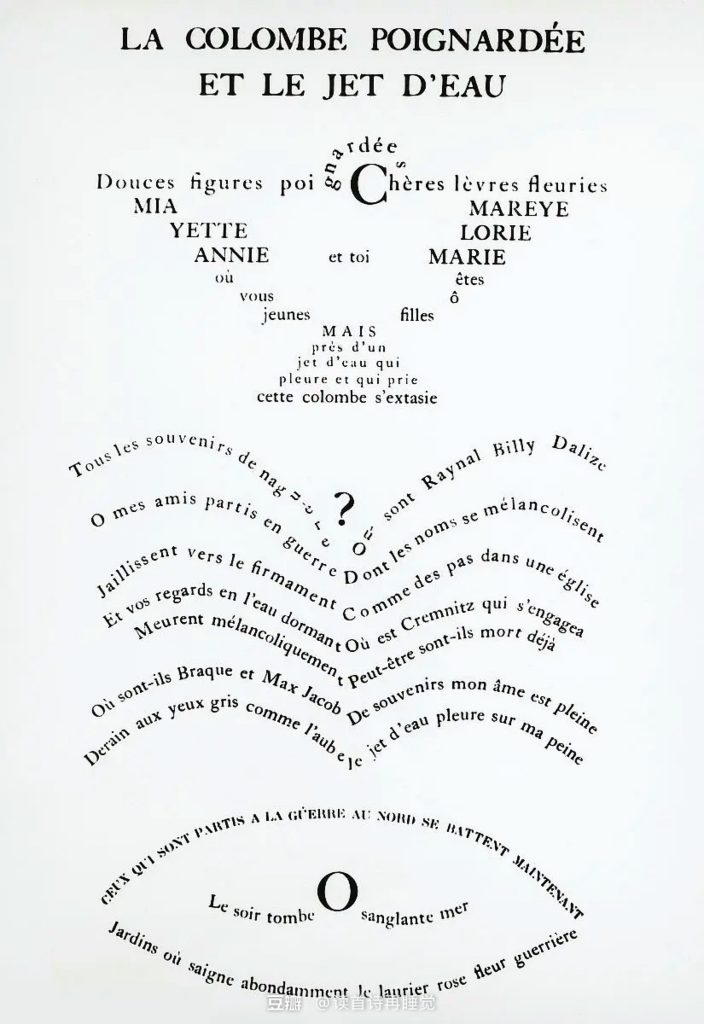 LA COLOMBE POIGNARDÉE
ET LE JET D'EAU
Douces figures poignardées Chères lèvres fleuries
MIA MAREYE
YETTE LORIE
ANNIE et toi MARIE
où êtes
vous ô
jeunes filles
MAIS
près d'un
jet d'eau qui
pleure et qui prie
cette colombe s'extasie
Tous les souvenirs de naguère
O mes amis partis en guerre
Jaillissent vers le firmament
Et vos regards en l'eau dormant
Meurent mélancoliquement
Où sont-ils Braque et Max Jacob
Derain aux yeux gris comme l'aube
?
Où sont Raynal Billy Dalize
Dont les noms se mélancolisent
Comme des pas dans une église
Où est Cremnitz qui s'engagea
Peut-être sont-ils mort déjà
De souvenirs mon âme est pleine
le jet d'eau pleure sur ma peine
CEUX QUI SONT PARTIS A LA GUERRE AU NORD SE BATTENT MAINTENANT
Le soir tombe O sanglante mer
Jardins où saigne abondamment le laurier rose fleur guerrière
豆瓣 @读首诗再睡觉